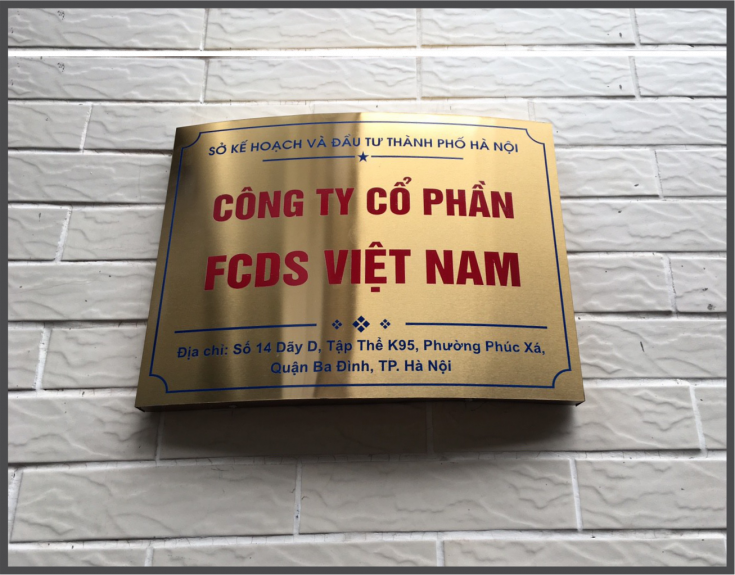 SỞ KẾ HOẠCH VÀ ĐẦU TƯ THÀNH PHỐ HÀ NỘI
CÔNG TY CỔ PHẦN
FCDS VIỆT NAM
Địa chỉ: Số 14 Dãy D, Tập Thể K95, Phường Phúc Xá,
Quận Ba Đình, TP. Hà Nội